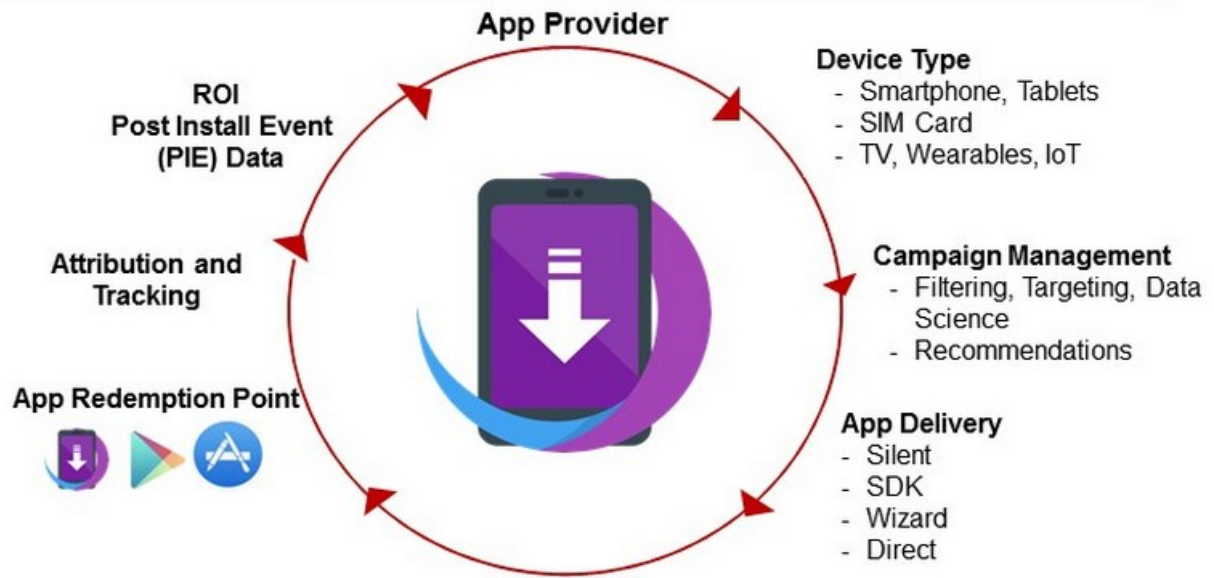 App Provider
Device Type
- Smartphone, Tablets
- SIM Card
- TV, Wearables, IoT
Campaign Management
- Filtering, Targeting, Data
Science
- Recommendations
App Delivery
- Silent
- SDK
- Wizard
- Direct
App Redemption Point
Attribution and
Tracking
ROI
Post Install Event
(PIE) Data